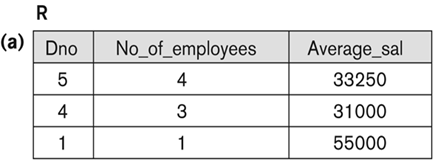 R
(a) Dno No_of_employees Average_sal
5 4 33250
4 3 31000
1 1 55000